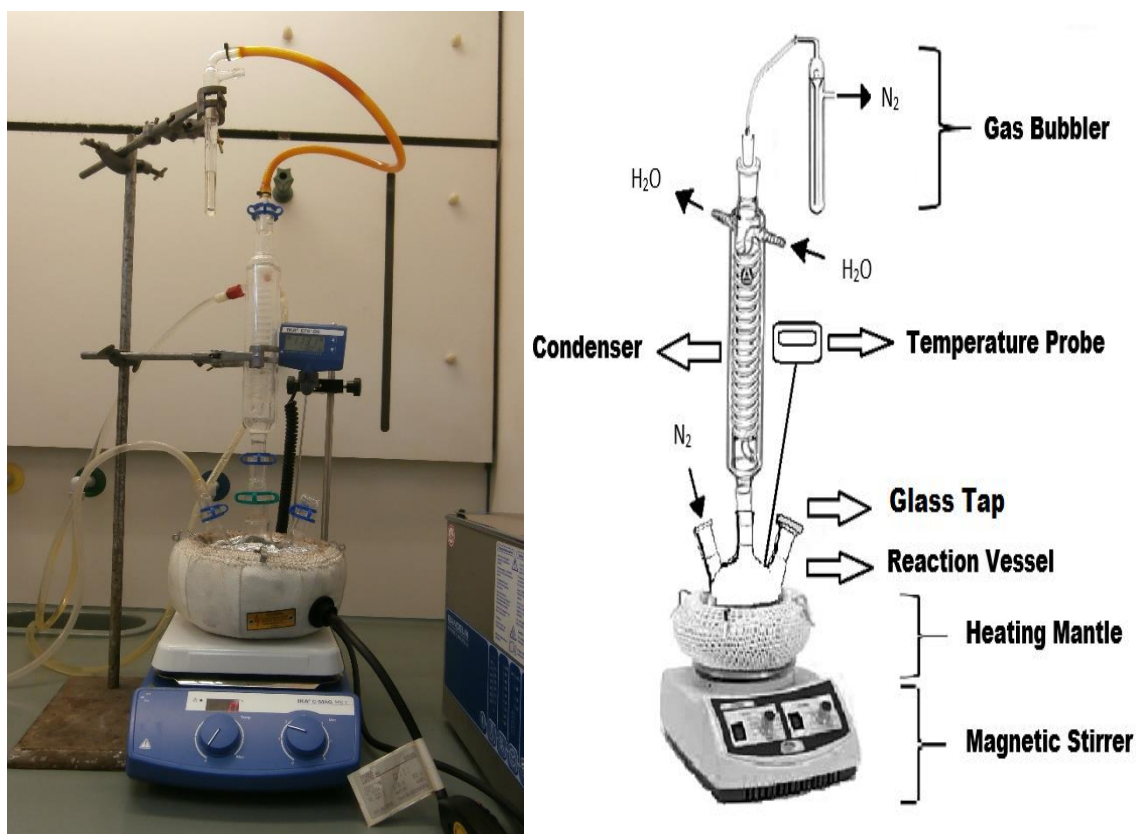 N2
Gas Bubbler
H2O
H2O
Condenser
Temperature Probe
N2
Glass Tap
Reaction Vessel
Heating Mantle
Magnetic Stirrer
IKA® C-MAG HS